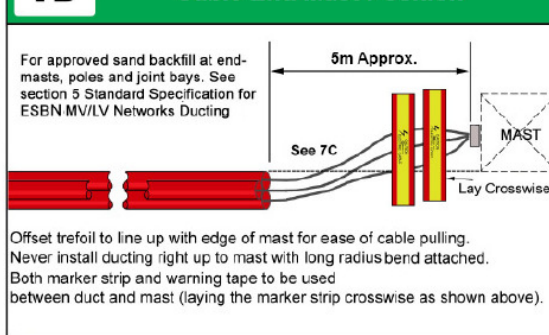 For approved sand backfill at end-
masts, poles and joint bays. See
section 5 Standard Specification for
ESBN MV/LV Networks Ducting
5m Approx.
See 7C
MAST
Lay Crosswise
Offset trefoil to line up with edge of mast for ease of cable pulling.
Never install ducting right up to mast with long radius bend attached.
Both marker strip and warning tape to be used
between duct and mast (laying the marker strip crosswise as shown above).